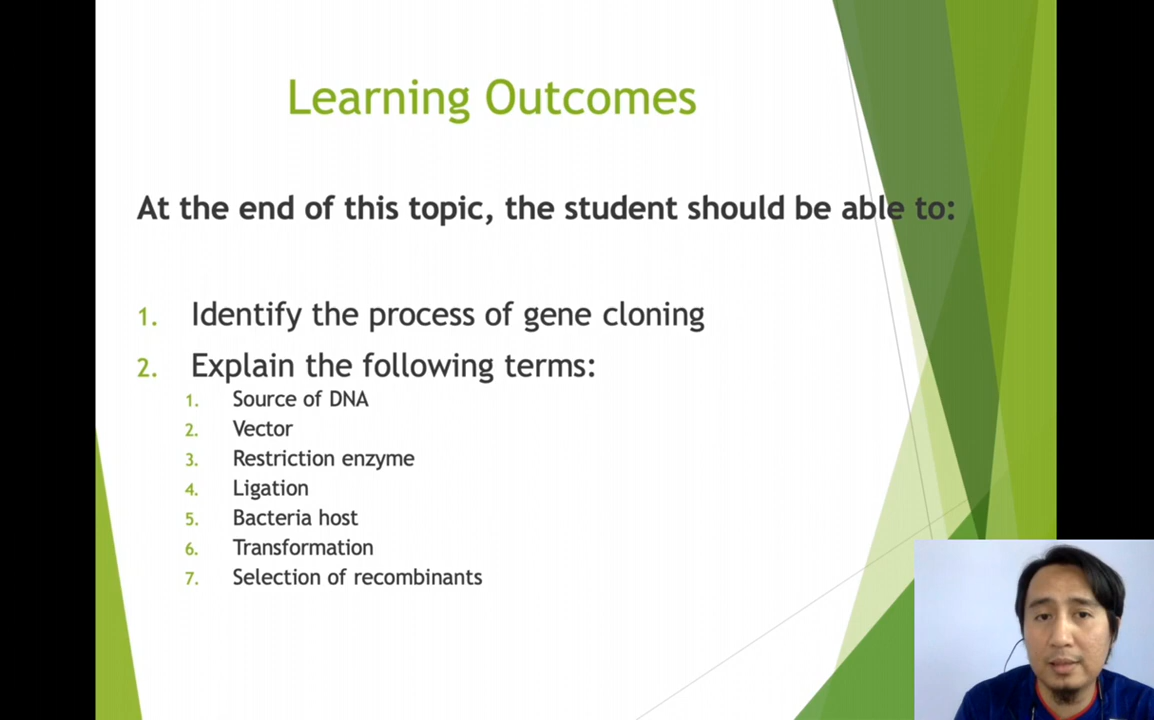 Learning Outcomes
At the end of this topic, the student should be able to:
1. Identify the process of gene cloning
2. Explain the following terms:
1. Source of DNA
2. Vector
3. Restriction enzyme
4. Ligation
5. Bacteria host
6. Transformation
7. Selection of recombinants